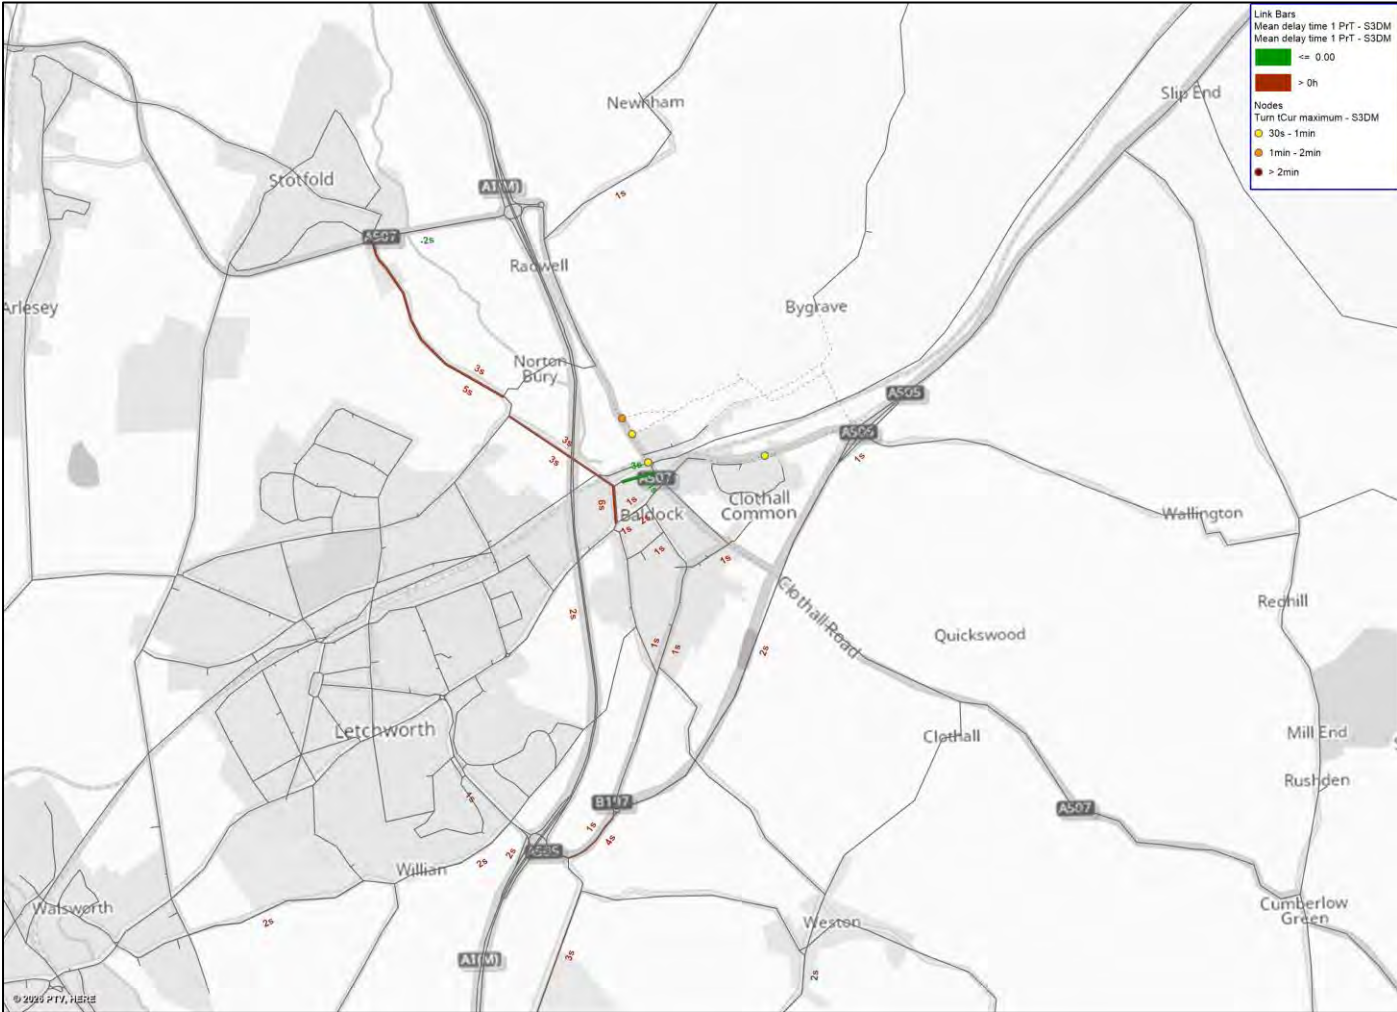 Link Bars
Mean delay time 1 PrT - S3DM
Mean delay time 1 PrT - S3DM
<= 0.00
> 0h
Nodes
Turn tCur maximum - S3DM
30s - 1min
1min - 2min
> 2min
Slip End
Newnham
Stotfold
A1(M)
1s
A507
-2s
Radwell
Arlesey
Bygrave
Norton
Bury
3s
5s
A505
A505
1s
3s
3s
3s
A507
6s
1s
2s
1s
Baldock
Clothall
Common
Wallington
1s
1s
Clothall Road
Redhill
2s
Quickswood
1s
1s
2s
Letchworth
Clothall
Mill End
Rushden
1s
B197
A507
1s
4s
A505
2s
2s
Willian
Walsworth
2s
Weston
Cumberlow
Green
A1(M)
3s
2s
© 2025 PTV, HERE